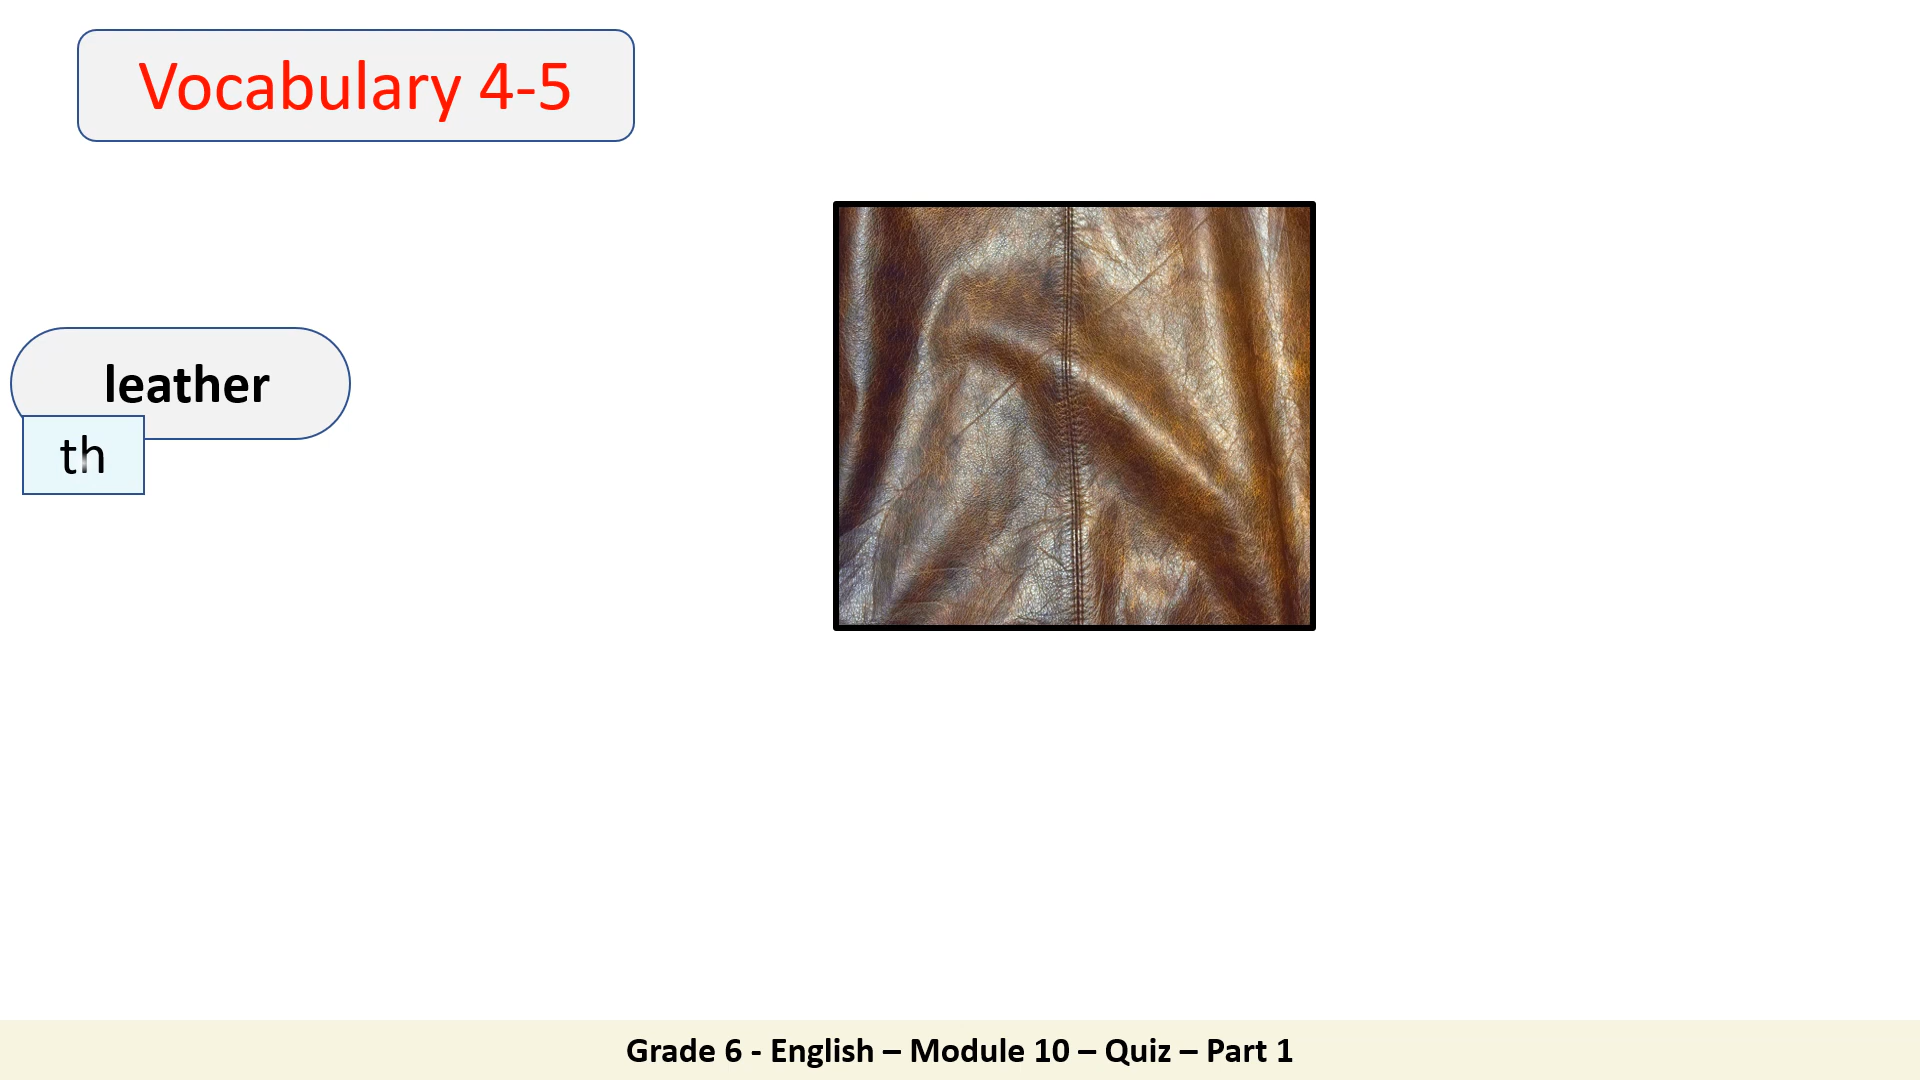 Vocabulary 4-5
leather
th
Grade 6 - English – Module 10 – Quiz – Part 1